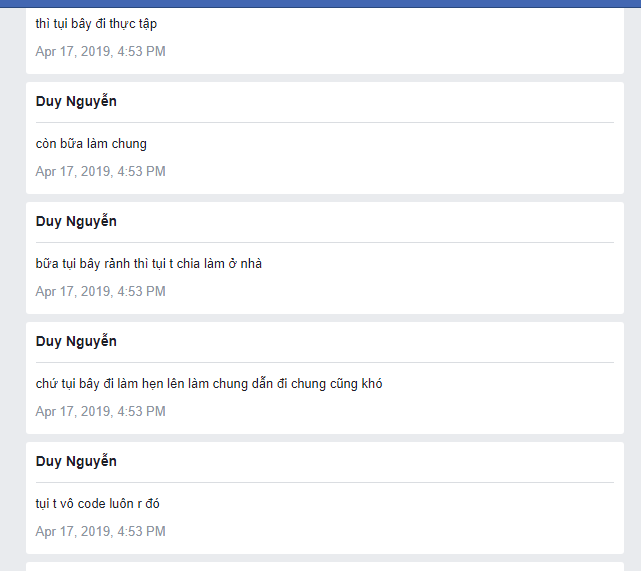 thì tụi bây đi thực tập
Apr 17, 2019, 4:53 PM
Duy Nguyễn
còn bữa làm chung
Apr 17, 2019, 4:53 PM
Duy Nguyễn
bữa tụi bây rảnh thì tụi t chia làm ở nhà
Apr 17, 2019, 4:53 PM
Duy Nguyễn
chứ tụi bây đi làm hẹn lên làm chung dẫn đi chung cũng khó
Apr 17, 2019, 4:53 PM
Duy Nguyễn
tụi t vô code luôn r đó
Apr 17, 2019, 4:53 PM